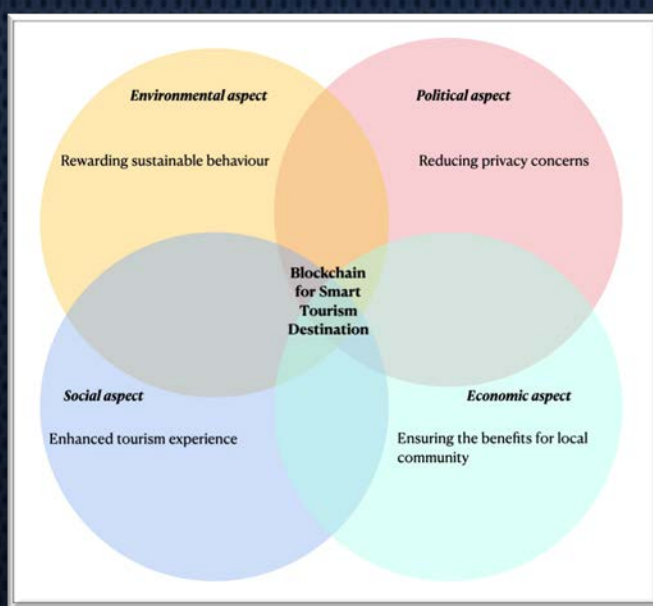 Environmental aspect
Political aspect
Rewarding sustainable behaviour
Reducing privacy concerns
Blockchain
for Smart
Tourism
Destination
Social aspect
Economic aspect
Enhanced tourism experience
Ensuring the benefits for local
community